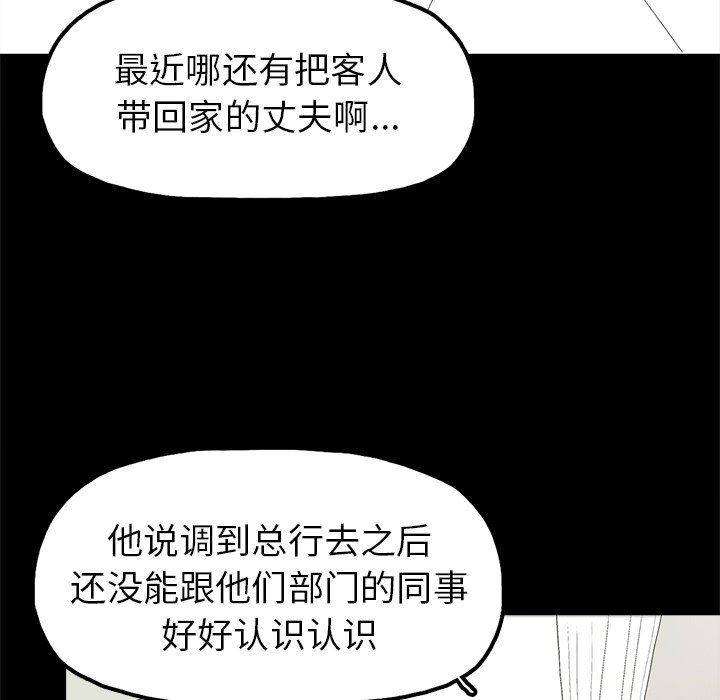 最近哪还有把客人
带回家的丈夫啊...
他说调到总行去之后
还没能跟他们部门的同事
好好认识认识